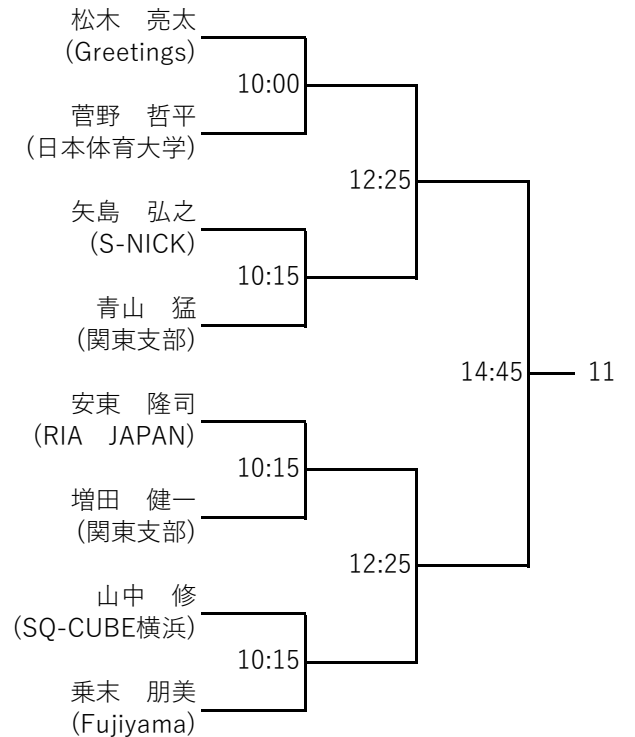 松木　亮太
(Greetings)
10:00
菅野　哲平
(日本体育大学)
12:25
矢島　弘之
(S-NICK)
10:15
青山　猛
(関東支部)
14:45
11
安東　隆司
(RIA　JAPAN)
10:15
増田　健一
(関東支部)
12:25
山中　修
(SQ-CUBE横浜)
10:15
乗末　朋美
(Fujiyama)